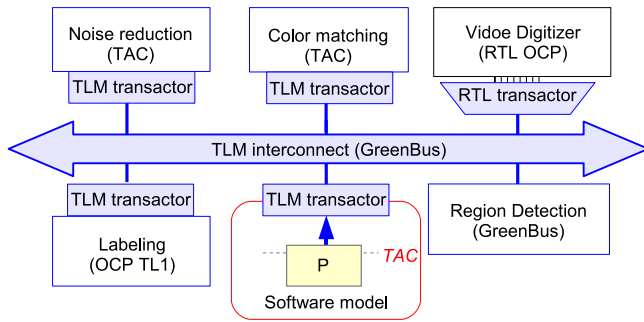 Noise reduction
(TAC)
TLM transactor
Color matching
(TAC)
TLM transactor
Vidoe Digitizer
(RTL OCP)
RTL transactor
TLM interconnect (GreenBus)
TLM transactor
Labeling
(OCP TL1)
TLM transactor
P
TAC
Software model
Region Detection
(GreenBus)